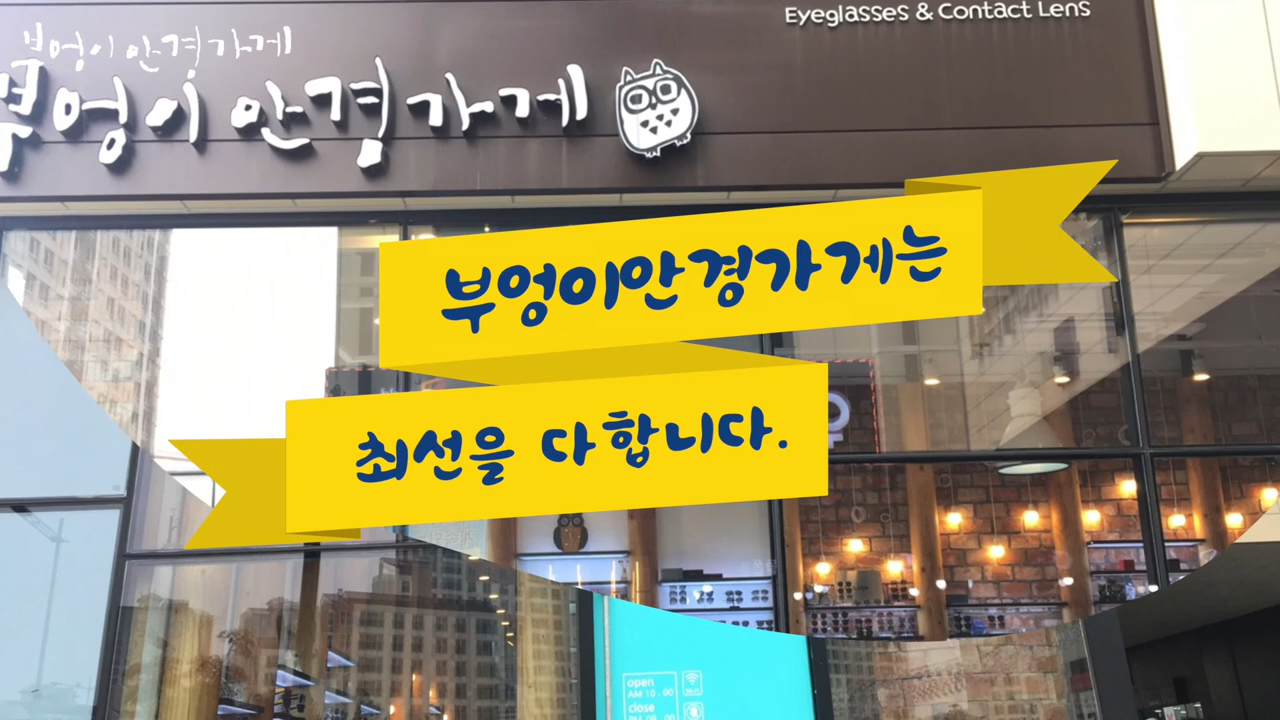 Eyeglasses & Contact Lens
부엉이안경가게
부엉이 안경 가게
부엉이안경가게는
최선을 다합니다.
open
AM 10 . 00
close